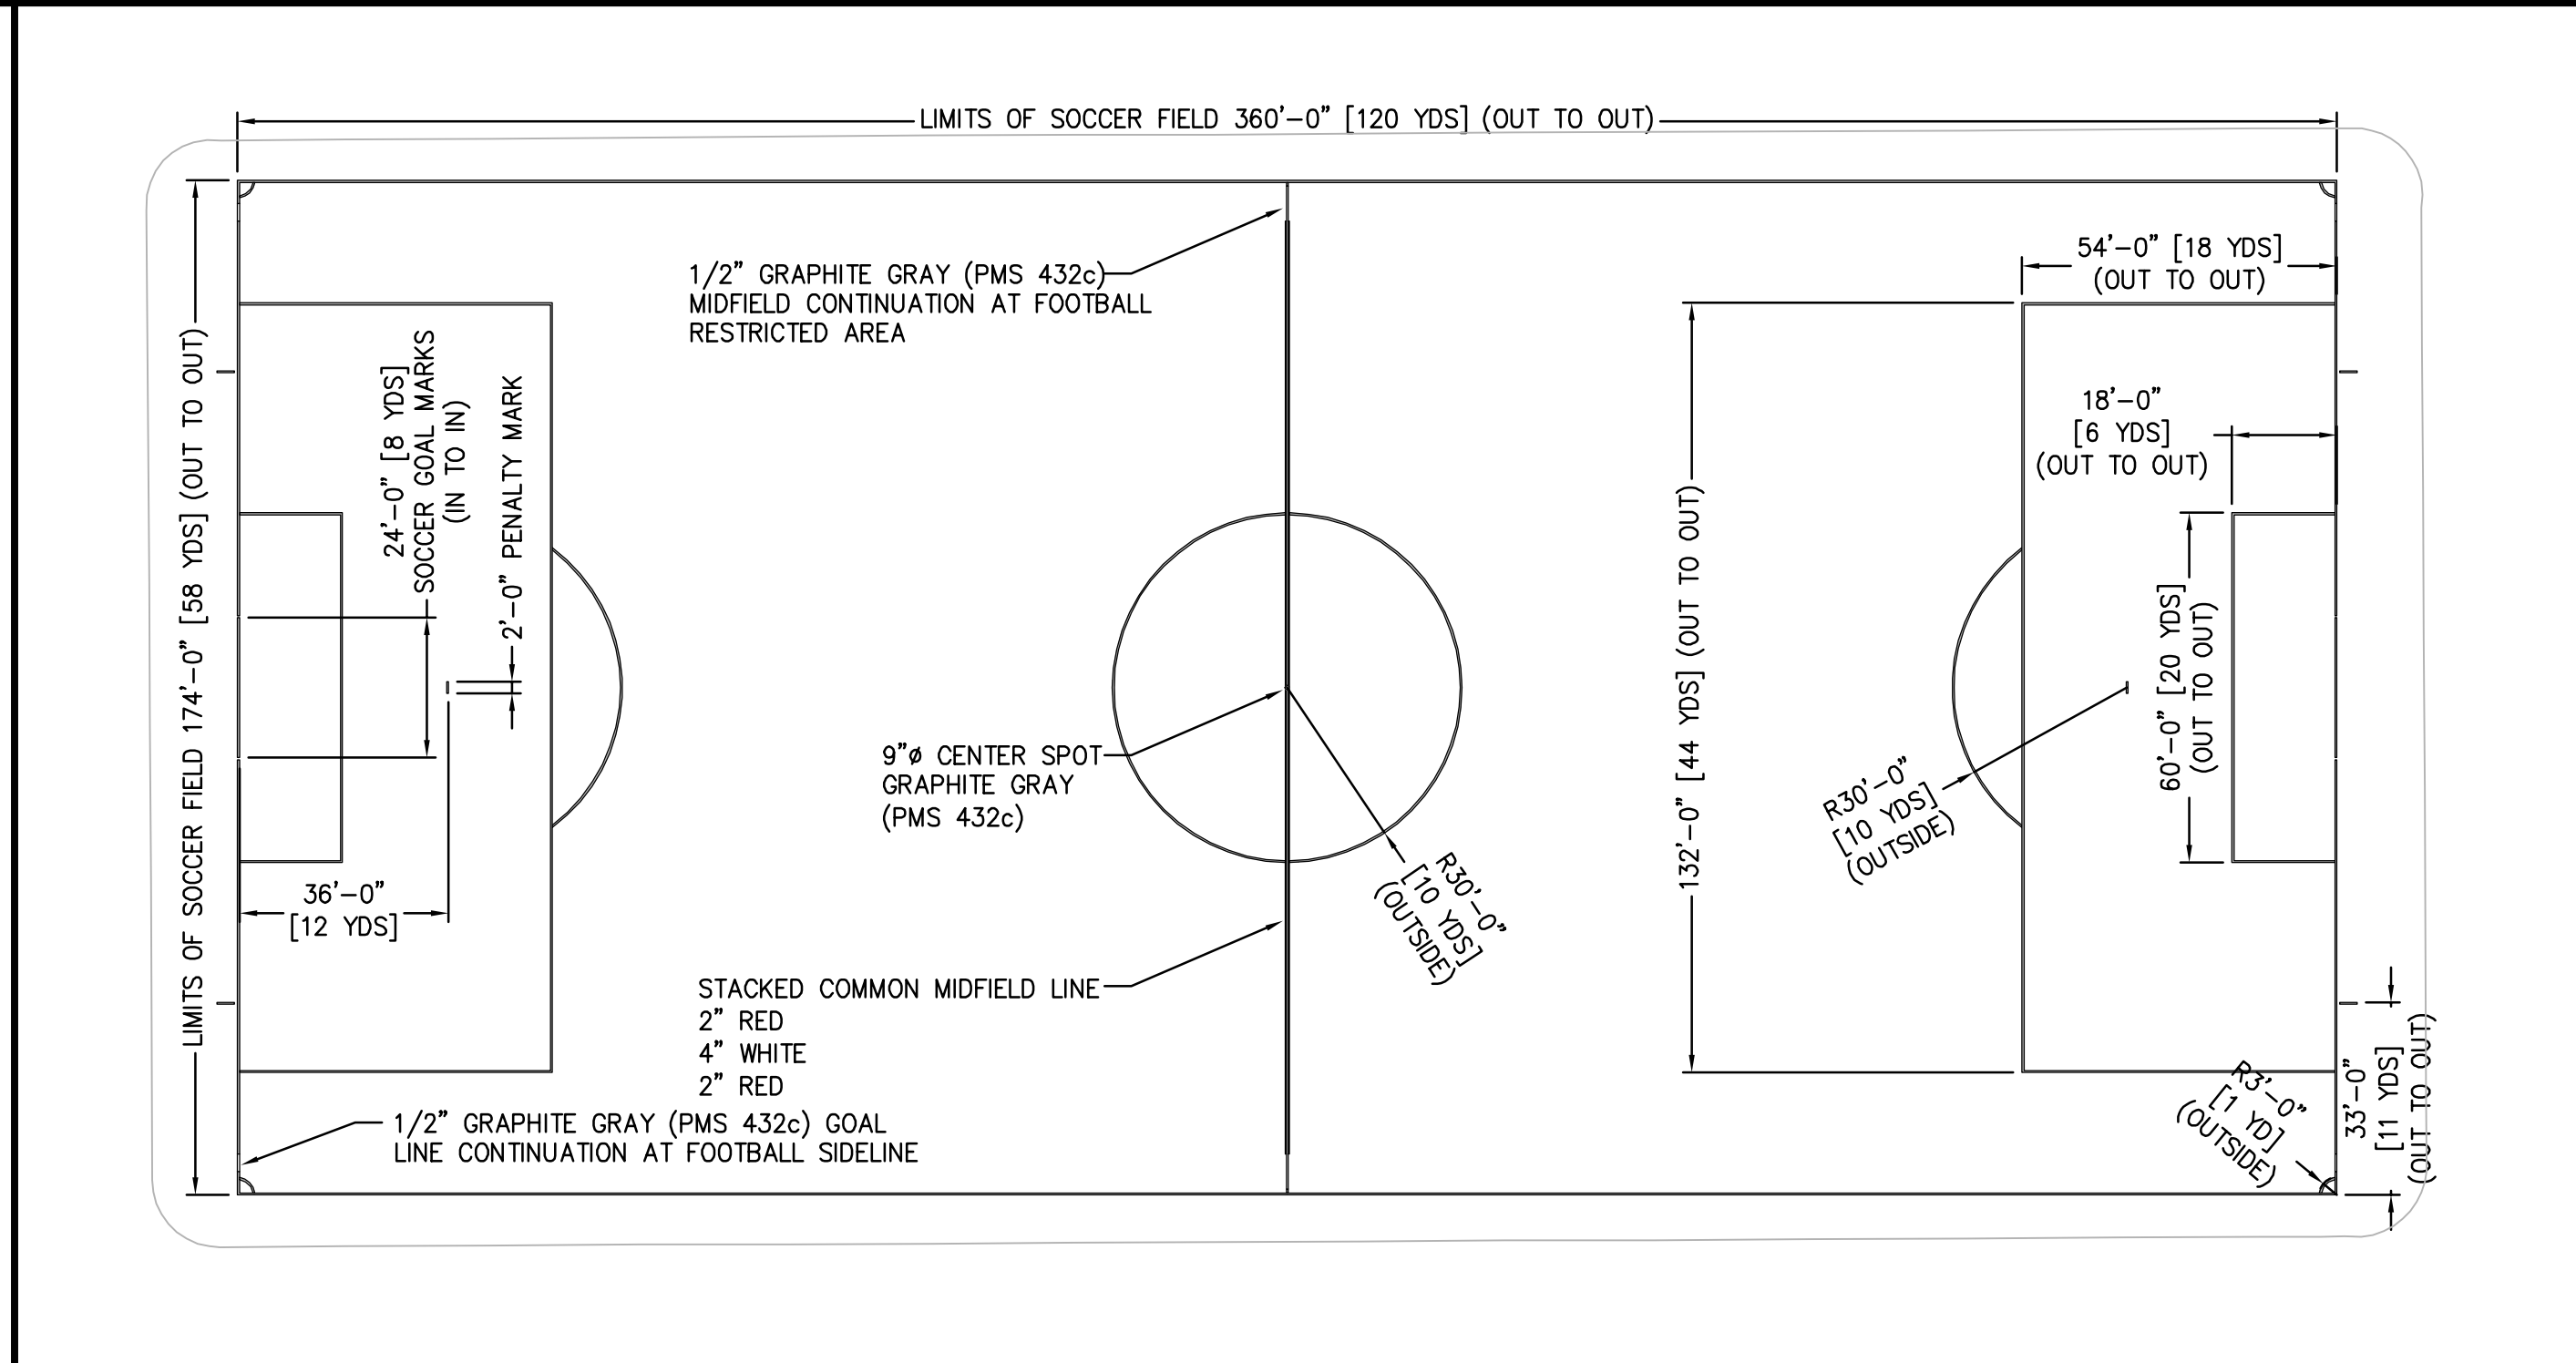 LIMITS OF SOCCER FIELD 360'-0" [120 YDS] (OUT TO OUT)
LIMITS OF SOCCER FIELD 174'-0" [58 YDS] (OUT TO OUT)
1/2" GRAPHITE GRAY (PMS 432c)
MIDFIELD CONTINUATION AT FOOTBALL
RESTRICTED AREA
54'-0" [18 YDS]
(OUT TO OUT)
24'-0" [8 YDS]
SOCCER GOAL MARKS
(IN TO IN)
2'-0" PENALTY MARK
18'-0"
[6 YDS]
(OUT TO OUT)
132'-0" [44 YDS] (OUT TO OUT)
60'-0" [20 YDS]
(OUT TO OUT)
9"ø CENTER SPOT
GRAPHITE GRAY
(PMS 432c)
R30'-0"
[10 YDS]
(OUTSIDE)
R30'-0"
[10 YDS]
(OUTSIDE)
36'-0"
[12 YDS]
STACKED COMMON MIDFIELD LINE
2" RED
4" WHITE
2" RED
1/2" GRAPHITE GRAY (PMS 432c) GOAL
LINE CONTINUATION AT FOOTBALL SIDELINE
R3'-0"
[1 YD]
(OUTSIDE)
33'-0"
[11 YDS]
(OUT TO OUT)